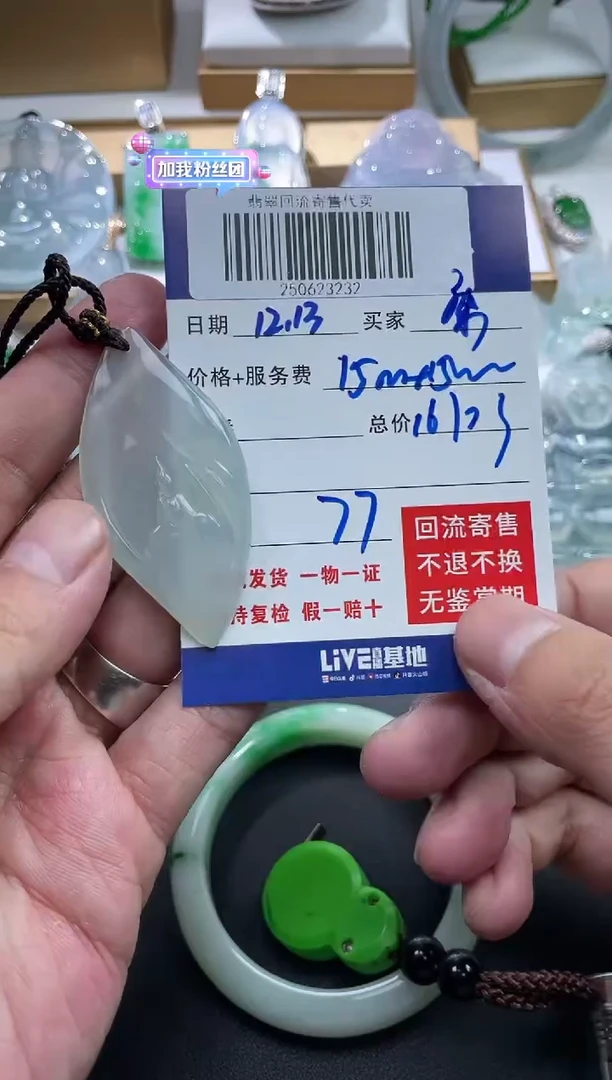 加我粉丝团
翡翠回流寄售代卖
250623232
日期 12.13 买家
价格+服务费
总价
77
回流寄售
不退不换
无鉴赏期
发货 一物一证
待复检 假一赔十
LIVE 基地